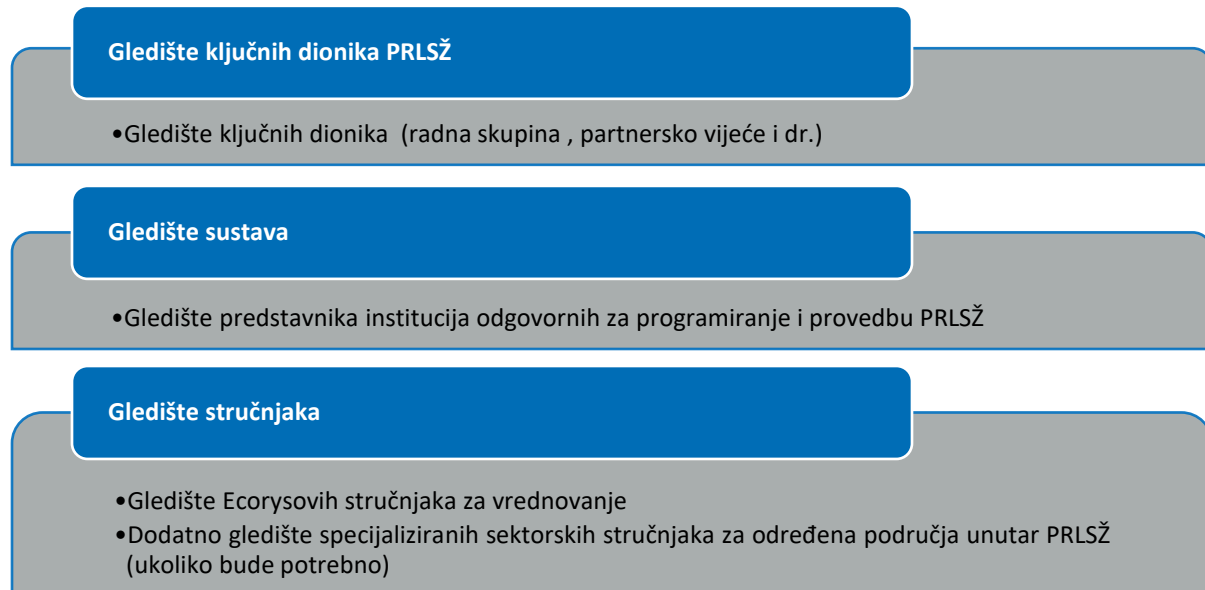 Gledište ključnih dionika PRLSŽ
•Gledište ključnih dionika (radna skupina , partnersko vijeće i dr.)
Gledište sustava
•Gledište predstavnika institucija odgovornih za programiranje i provedbu PRLSŽ
Gledište stručnjaka
•Gledište Ecorysovih stručnjaka za vrednovanje
•Dodatno gledište specijaliziranih sektorskih stručnjaka za određena područja unutar PRLSŽ
(ukoliko bude potrebno)